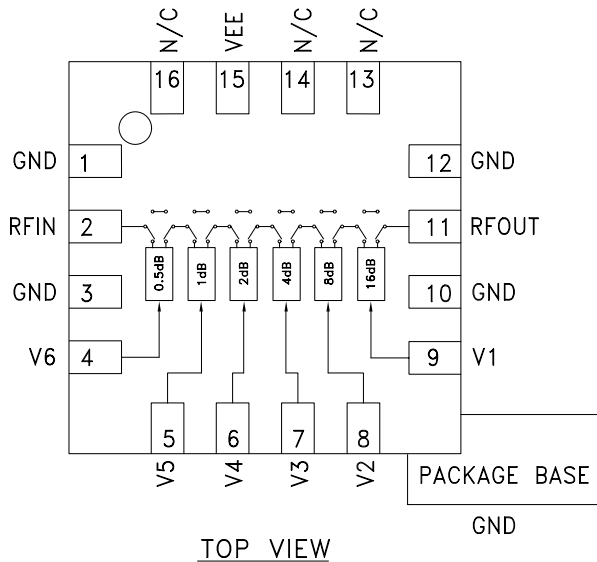 N/C VEE N/C N/C
16 15 14 13
GND 1 12 GND
RFIN 2 11 RFOUT
0.5dB 1dB 2dB 4dB 8dB 16dB
GND 3 10 GND
V6 4 9 V1
5 6 7 8
V5 V4 V3 V2
PACKAGE BASE
GND
TOP VIEW